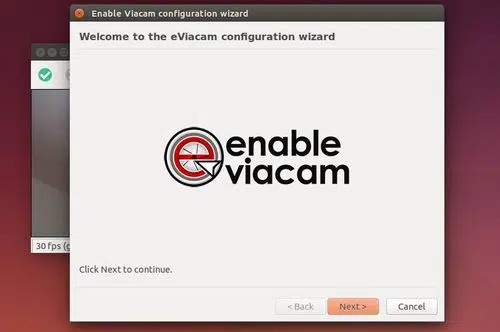 Enable Viacam configuration wizard
Welcome to the eViacam configuration wizard
enable
viacam
Click Next to continue.
30 fps (g
< Back
Next >
Cancel